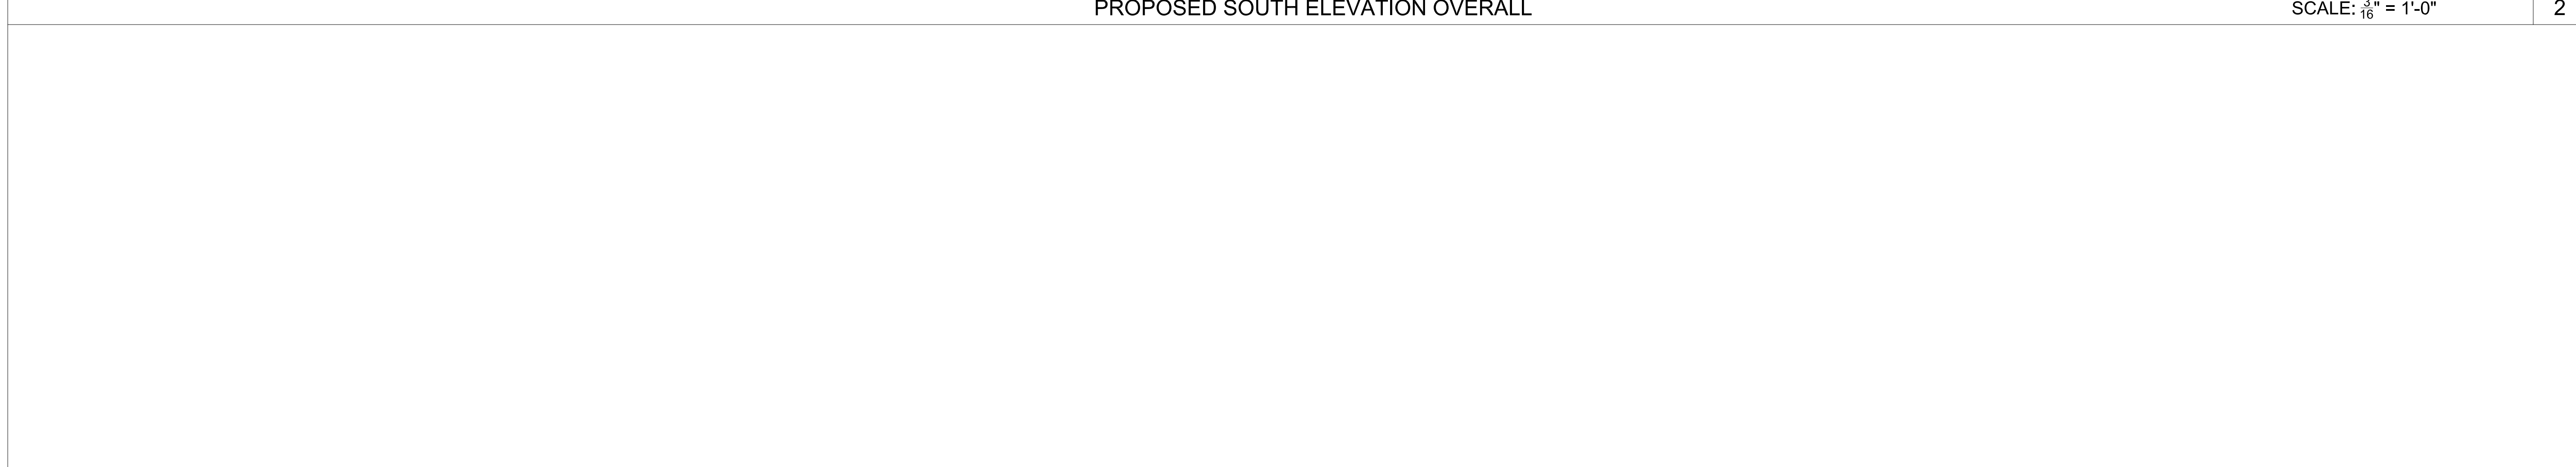 PROPOSED SOUTH ELEVATION OVERALL
SCALE: 3/16" = 1'-0"
2